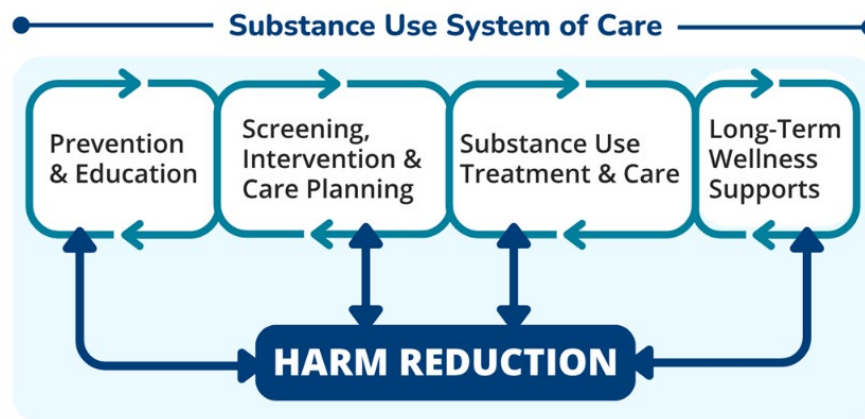 Substance Use System of Care
Prevention
& Education
Screening,
Intervention &
Care Planning
Substance Use
Treatment & Care
Long-Term
Wellness
Supports
HARM REDUCTION